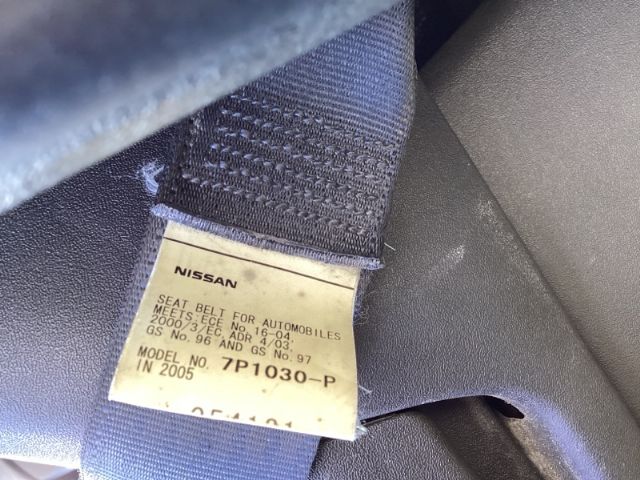 NISSAN
SEAT BELT FOR AUTOMOBILES
MEETS:ECE No.16-04,
2000/3/EC, ADR 4/03,
GS No.96 AND GS No.97
MODEL NO. 7P1030-P
IN 2005